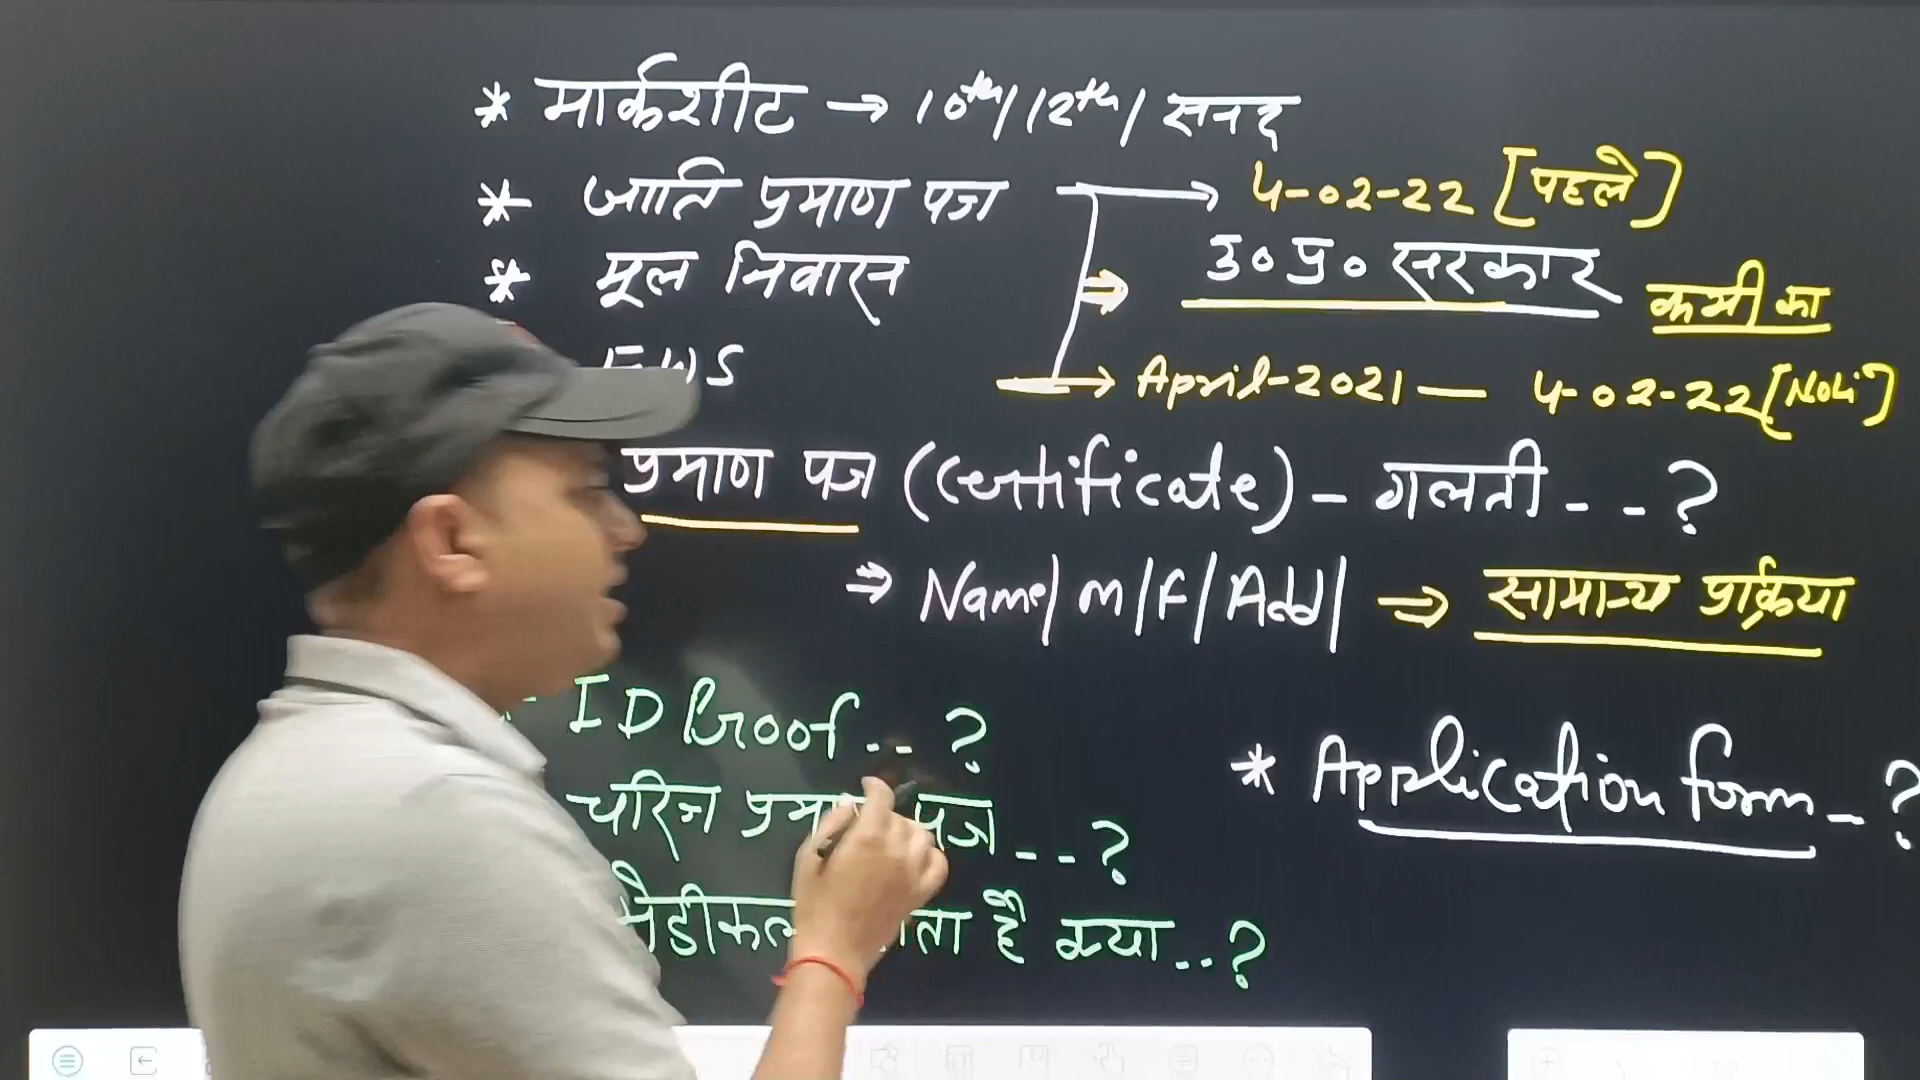 * मार्कशीट → 10th/12th/ सनद
* जाति प्रमाण पत्र → 4-02-22 [पहले]
* मूल निवास ⇒ उ०प्र० सरकार कभी का
EWS → April-2021 — 4-02-22 [Noti]
प्रमाण पत्र (Certificate) - गलती - - ?
⇒ Name/ M/F/ Add/ ⇒ सामान्य प्रक्रिया
ID Proof - - ?
* Application form - ?
चरित्र प्रमाण पत्र - - ?
मैडीकल है क्या - - ?